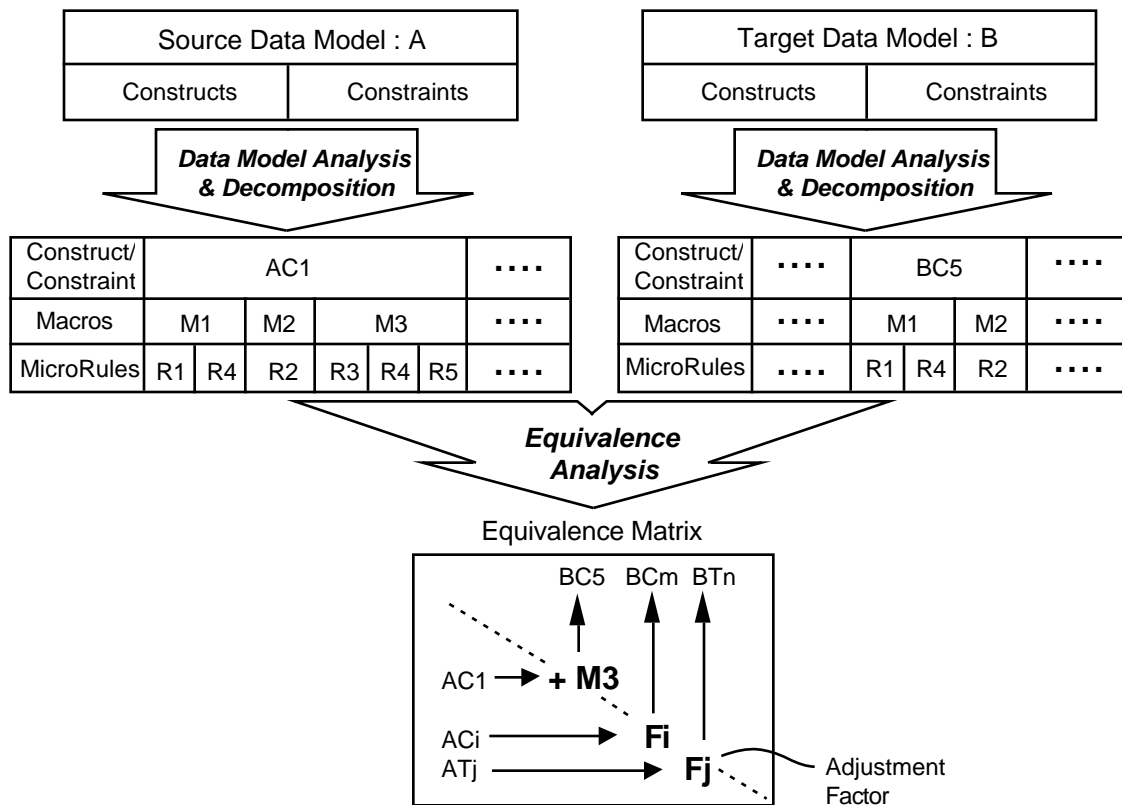 Source Data Model : A
Target Data Model : B
Constructs Constraints
Constructs Constraints
Data Model Analysis
& Decomposition
Data Model Analysis
& Decomposition
Construct/
Constraint
AC1
....
Macros
M1 M2 M3 ....
MicroRules
R1 R4 R2 R3 R4 R5 ....
Construct/
Constraint
....
BC5
....
Macros
.... M1 M2 ....
MicroRules
.... R1 R4 R2 ....
Equivalence
Analysis
Equivalence Matrix
BC5 BCm BTn
AC1 + M3
ACi Fi
ATj Fj
Adjustment
Factor